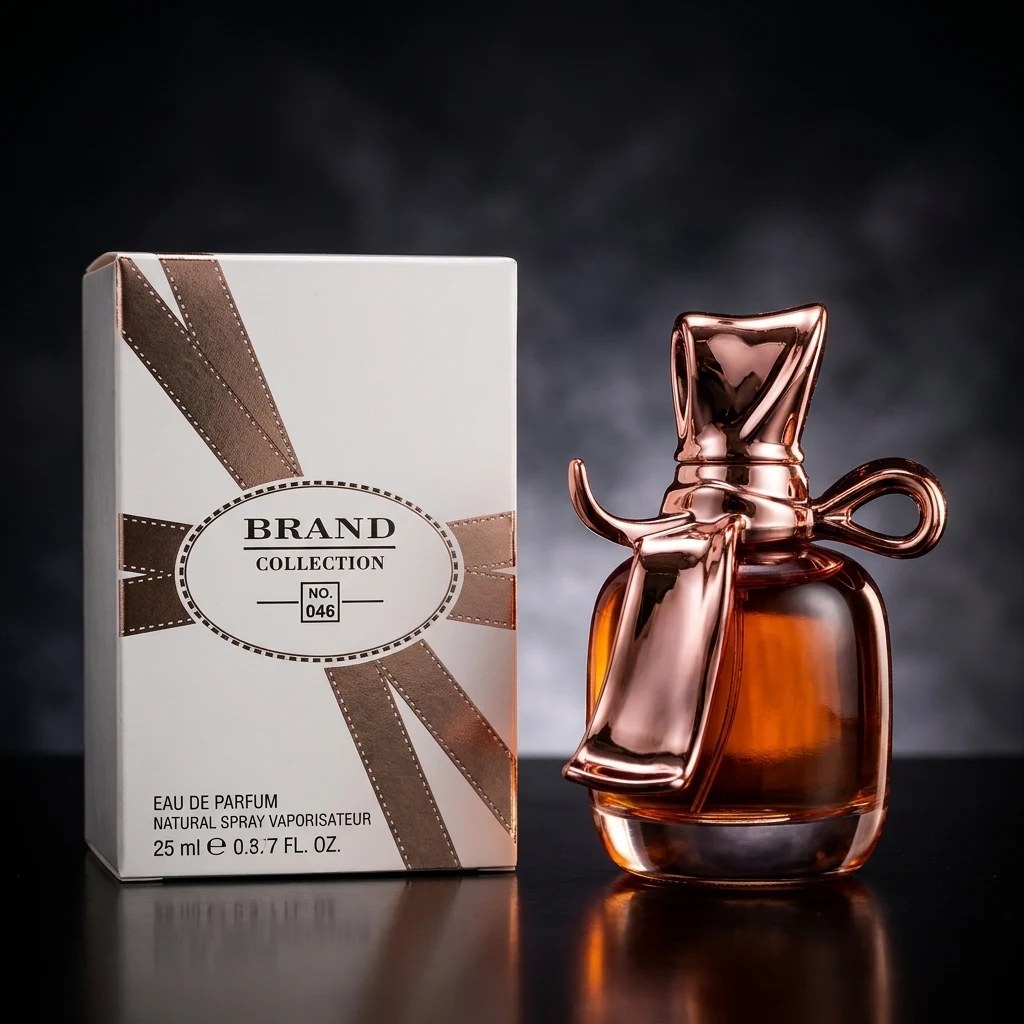 BRAND
COLLECTION
NO.
046
EAU DE PARFUM
NATURAL SPRAY VAPORISATEUR
25 ml ℮ 0.8.7 FL. OZ.